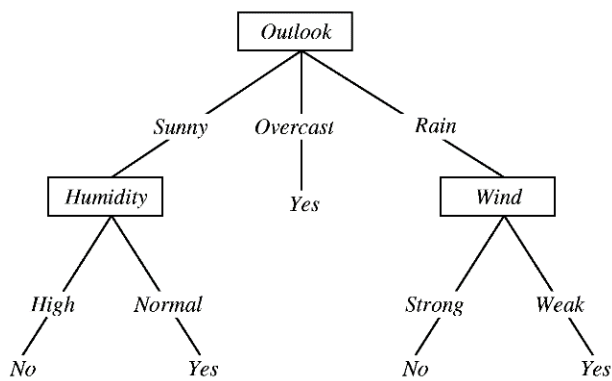 Outlook
Sunny Overcast Rain
Humidity Yes Wind
High Normal Strong Weak
No Yes No Yes